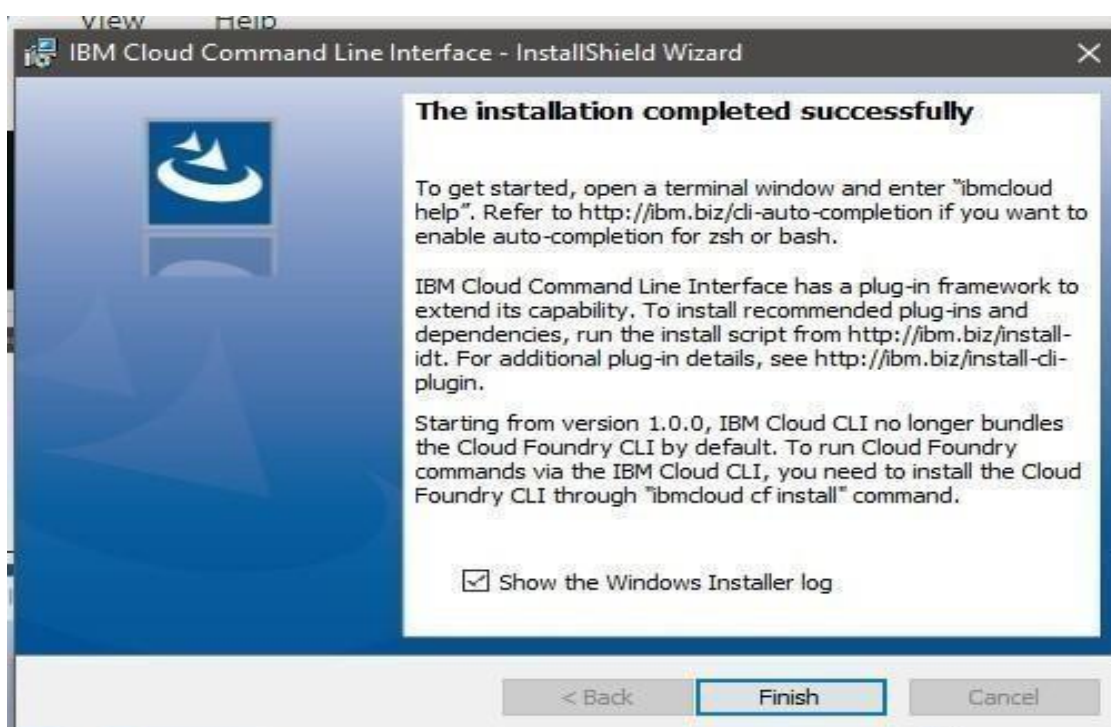 View Help
IBM Cloud Command Line Interface - InstallShield Wizard
The installation completed successfully
To get started, open a terminal window and enter "ibmcloud
help". Refer to http://ibm.biz/cli-auto-completion if you want to
enable auto-completion for zsh or bash.
IBM Cloud Command Line Interface has a plug-in framework to
extend its capability. To install recommended plug-ins and
dependencies, run the install script from http://ibm.biz/install-
idt. For additional plug-in details, see http://ibm.biz/install-cli-
plugin.
Starting from version 1.0.0, IBM Cloud CLI no longer bundles
the Cloud Foundry CLI by default. To run Cloud Foundry
commands via the IBM Cloud CLI, you need to install the Cloud
Foundry CLI through "ibmcloud cf install" command.
Show the Windows Installer log
< Back Finish Cancel